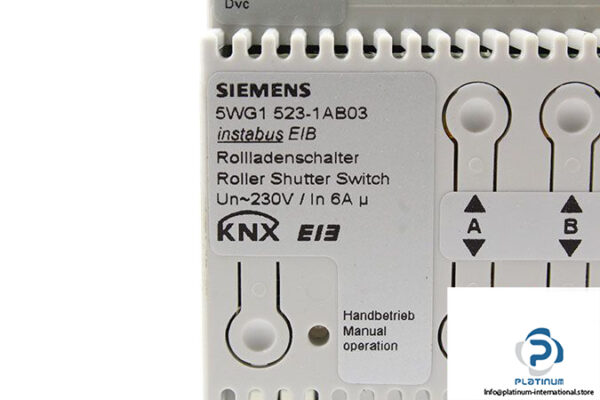 Dvc
SIEMENS
5WG1 523-1AB03
instabus EIB
Rollladenschalter
Roller Shutter Switch
Un~230V / In 6A µ
KNX EIB
A
B
Handbetrieb
Manual
operation
PLATINUM
Info@platinum-international.store